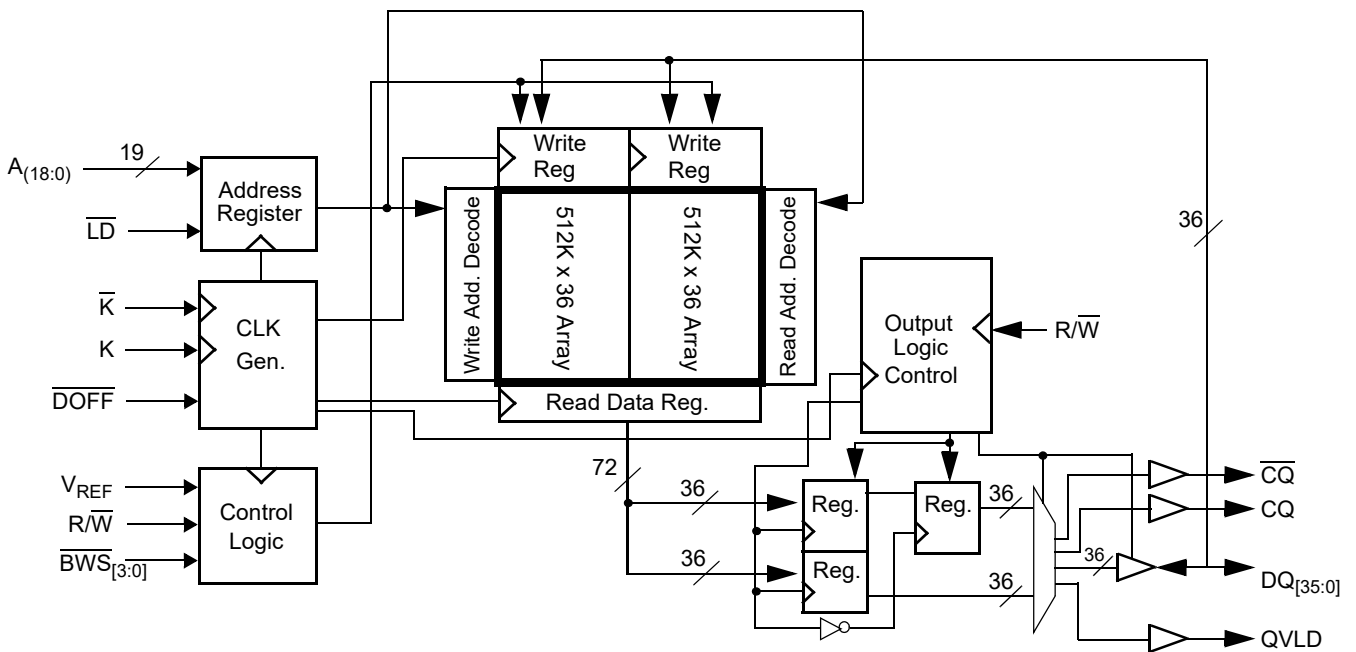 A(18:0)
19
LD
K
K
DOFF
VREF
R/W
BWS[3:0]
Address
Register
CLK
Gen.
Control
Logic
Write
Reg
Write
Reg
Write Add. Decode
512K x 36 Array
512K x 36 Array
Read Add. Decode
Read Data Reg.
72
36
36
Reg.
Reg.
Reg.
Output
Logic
Control
R/W
36
36
36
36
CQ
CQ
DQ[35:0]
QVLD